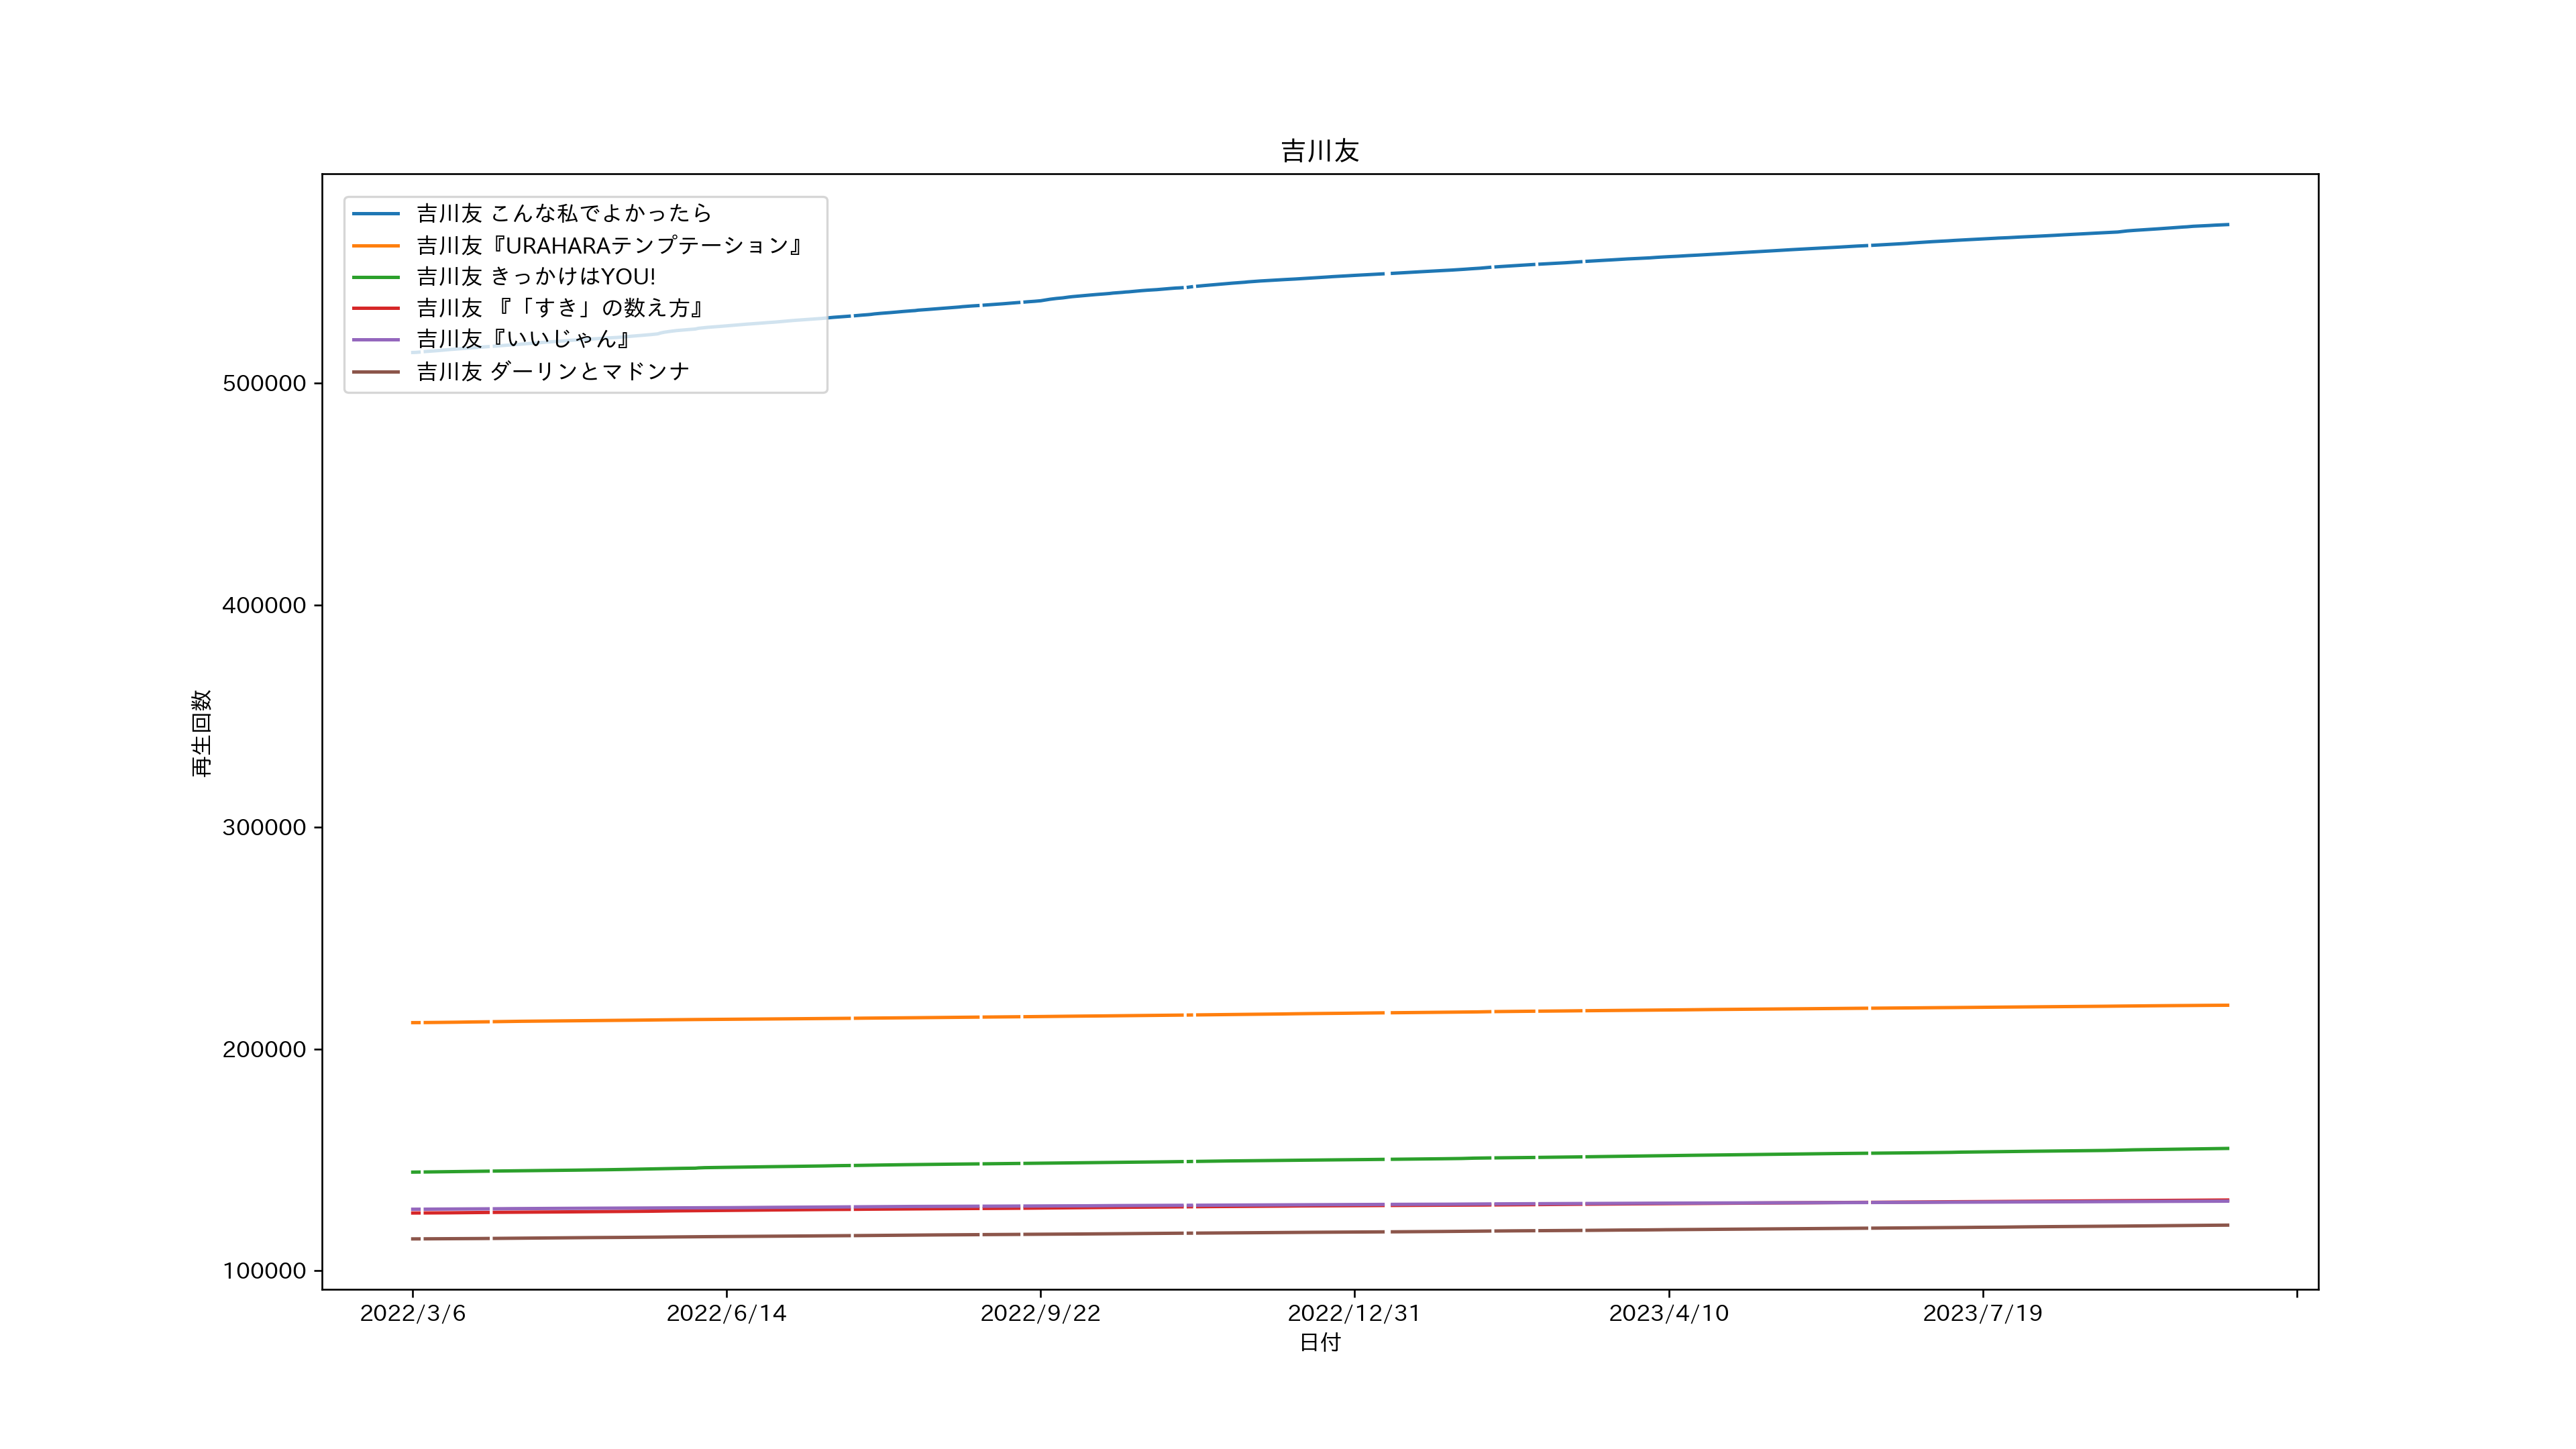 吉川友
吉川友 こんな私でよかったら
吉川友『URAHARAテンプテーション』
吉川友 きっかけはYOU!
吉川友 『「すき」の数え方』
吉川友『いいじゃん』
吉川友 ダーリンとマドンナ
再生回数
500000
400000
300000
200000
100000
2022/3/6
2022/6/14
2022/9/22
2022/12/31
2023/4/10
2023/7/19
日付